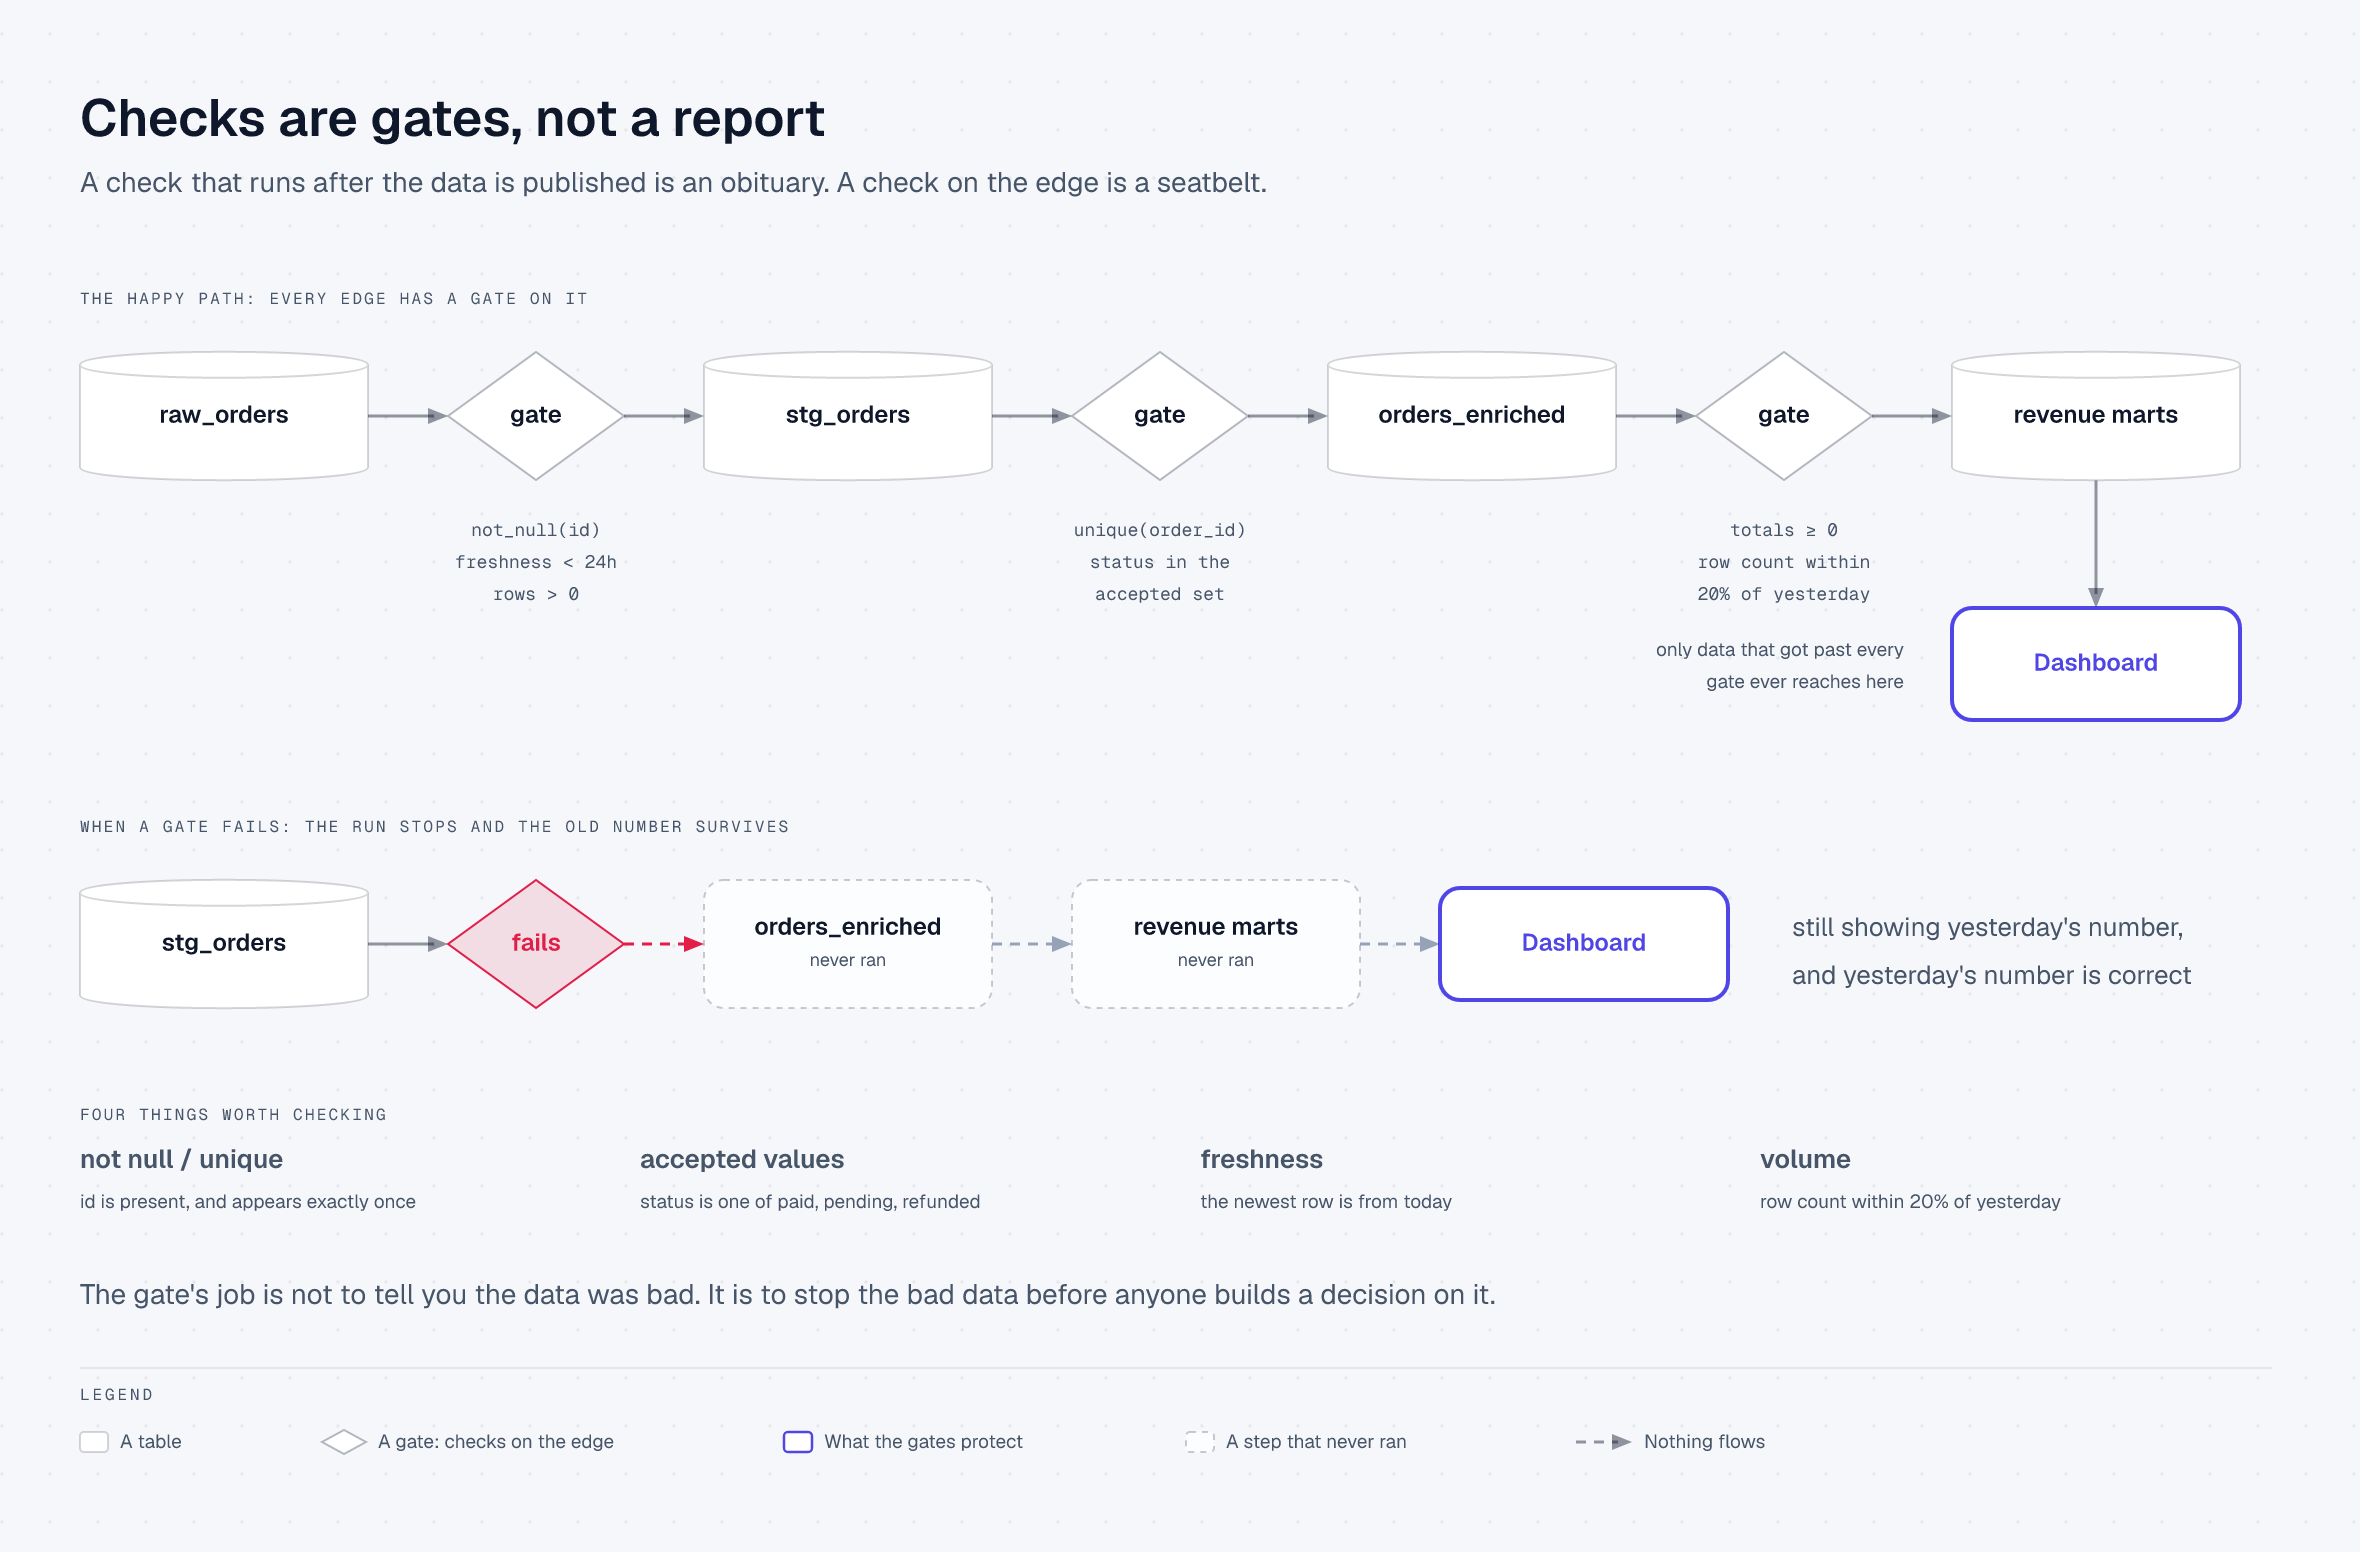 Checks are gates, not a report
A check that runs after the data is published is an obituary. A check on the edge is a seatbelt.
THE HAPPY PATH: EVERY EDGE HAS A GATE ON IT
raw_orders
gate
stg_orders
gate
orders_enriched
gate
revenue marts
not_null(id)
freshness < 24h
rows > 0
unique(order_id)
status in the
accepted set
totals ≥ 0
row count within
20% of yesterday
only data that got past every
gate ever reaches here
Dashboard
WHEN A GATE FAILS: THE RUN STOPS AND THE OLD NUMBER SURVIVES
stg_orders
fails
orders_enriched
never ran
revenue marts
never ran
Dashboard
still showing yesterday's number,
and yesterday's number is correct
FOUR THINGS WORTH CHECKING
not null / unique
id is present, and appears exactly once
accepted values
status is one of paid, pending, refunded
freshness
the newest row is from today
volume
row count within 20% of yesterday
The gate's job is not to tell you the data was bad. It is to stop the bad data before anyone builds a decision on it.
LEGEND
A table
A gate: checks on the edge
What the gates protect
A step that never ran
Nothing flows